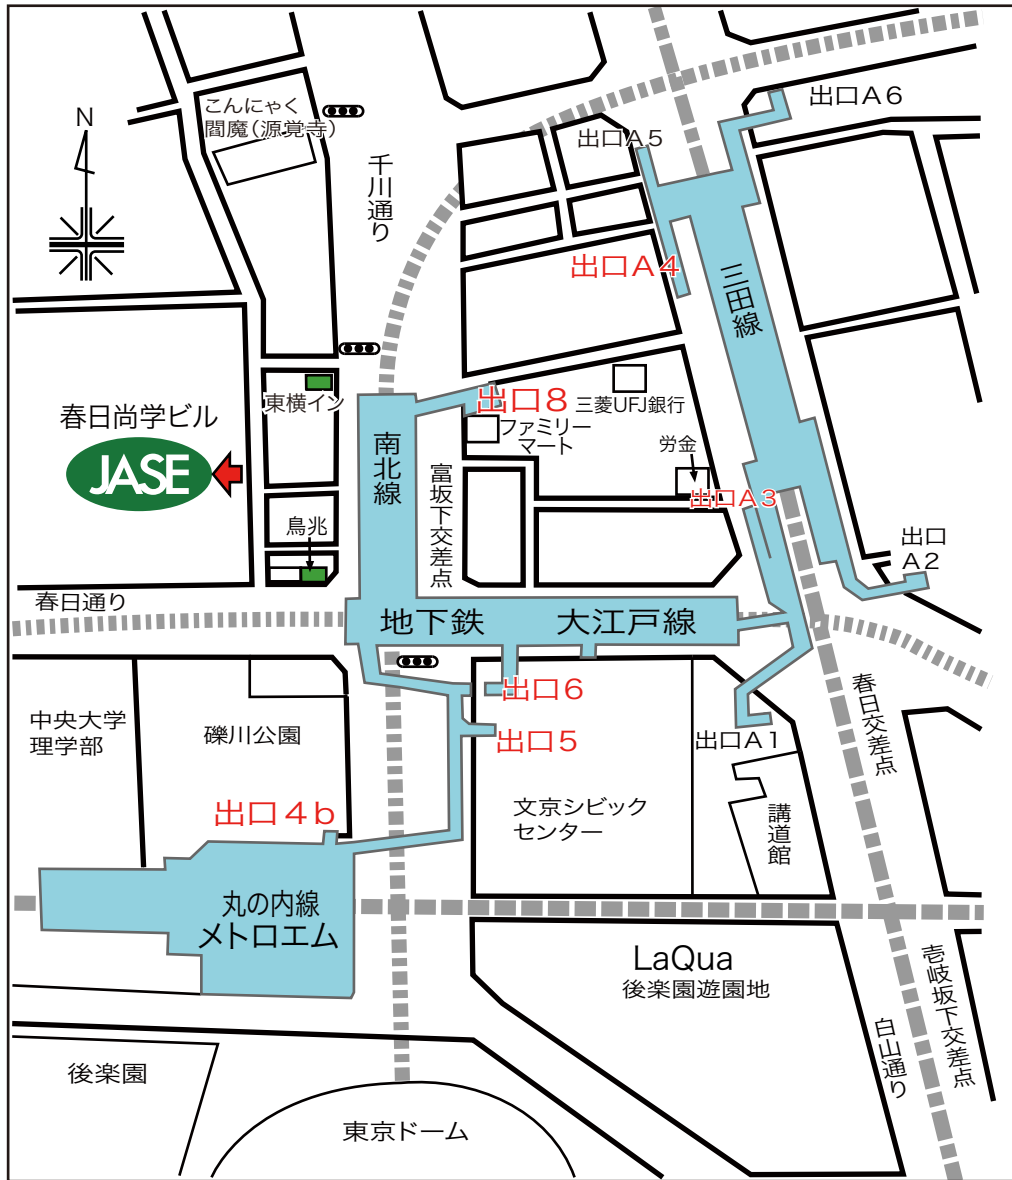 こんにゃく
閻魔（源覚寺）
N
千川通り
出口A5
出口A6
出口A4
三田線
東横イン
出口8
三菱UFJ銀行
ファミリー
マート
春日尚学ビル
JASE
南北線
富坂下交差点
労金
出口A3
鳥兆
出口
A2
春日通り
地下鉄
大江戸線
出口6
出口5
出口A1
春日交差点
中央大学
理学部
礫川公園
文京シビック
センター
講道館
出口4b
丸の内線
メトロエム
LaQua
後楽園遊園地
壱岐坂下交差点
白山通り
後楽園
東京ドーム